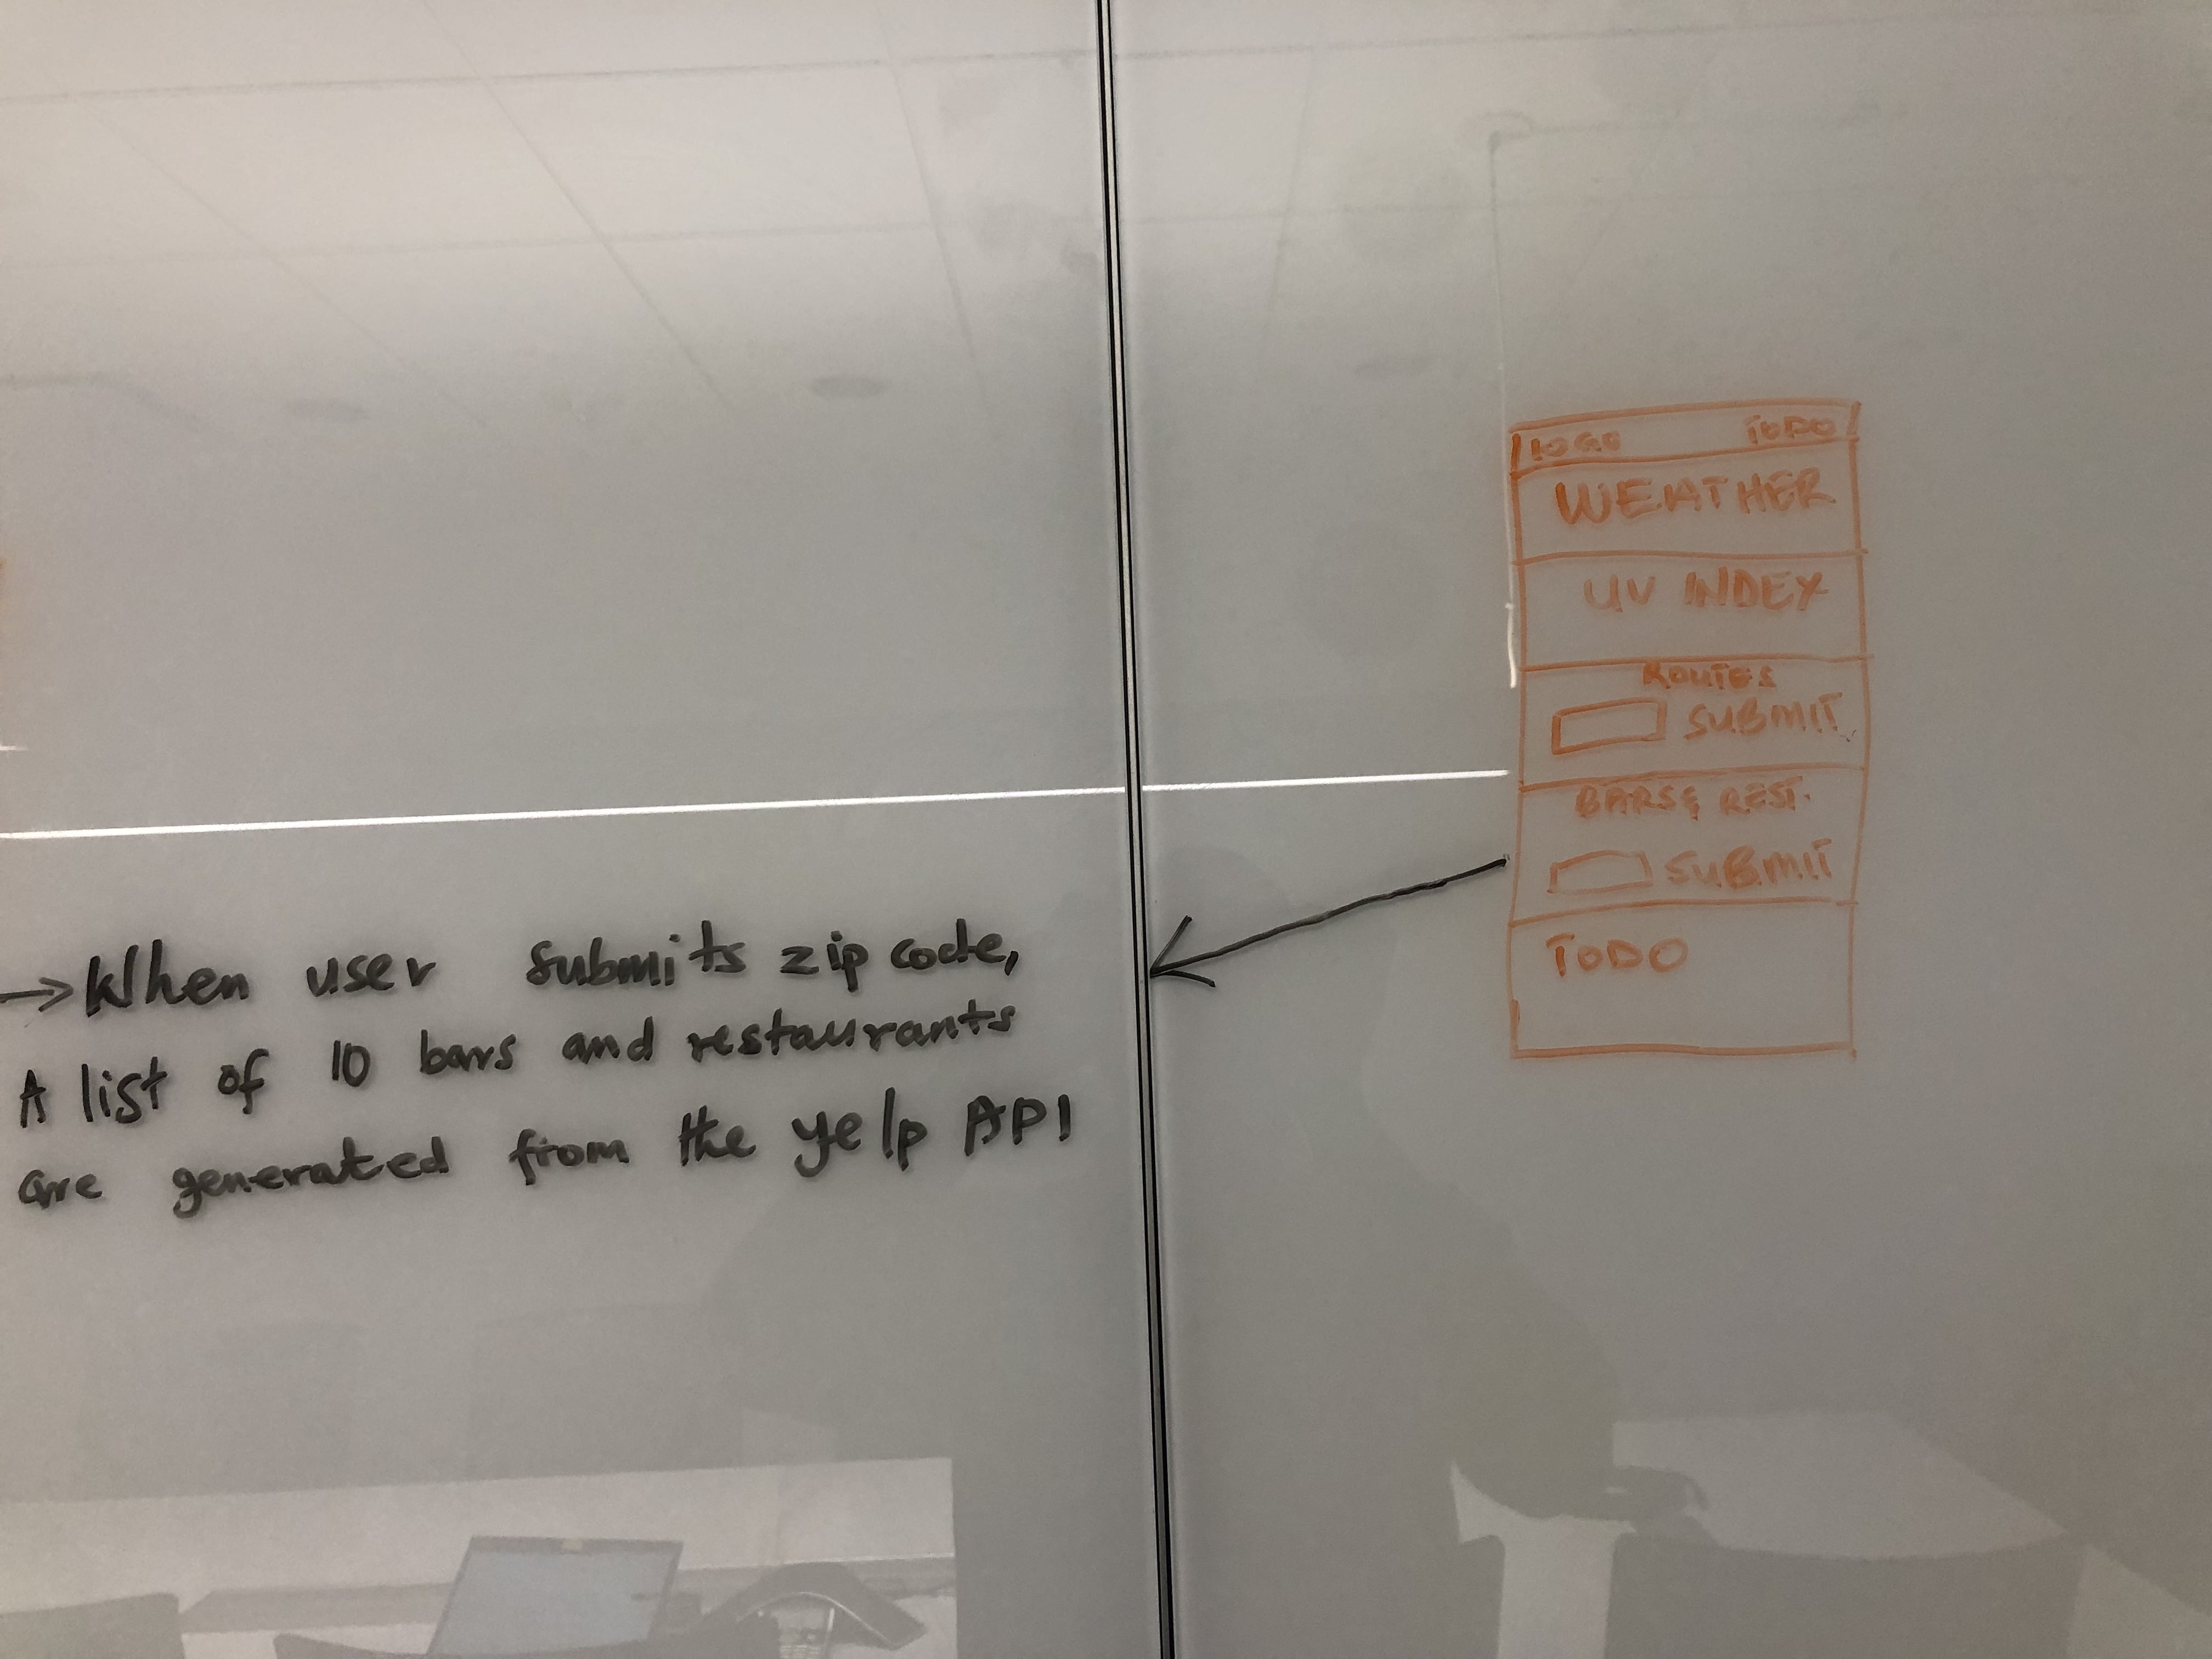 LOGO TODO
WEATHER
UV INDEX
ROUTES
SUBMIT
BARS & REST.
SUBMIT
TODO
→ When user submits zip code,
A list of 10 bars and restaurants
are generated from the yelp API